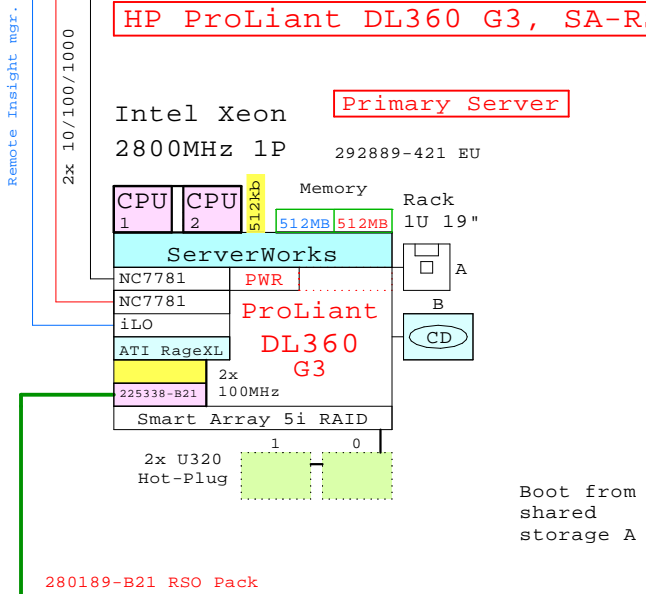 HP ProLiant DL360 G3, SA-RS
Remote Insight mgr.
2x 10/100/1000
Primary Server
Intel Xeon
2800MHz 1P
292889-421 EU
CPU
1
CPU
2
512kb
Memory
512MB 512MB
Rack
1U 19"
ServerWorks
NC7781
PWR
A
NC7781
ProLiant
B
iLO
DL360
CD
ATI RageXL
G3
2x
100MHz
225338-B21
Smart Array 5i RAID
1 0
2x U320
Hot-Plug
Boot from
shared
storage A
280189-B21 RSO Pack